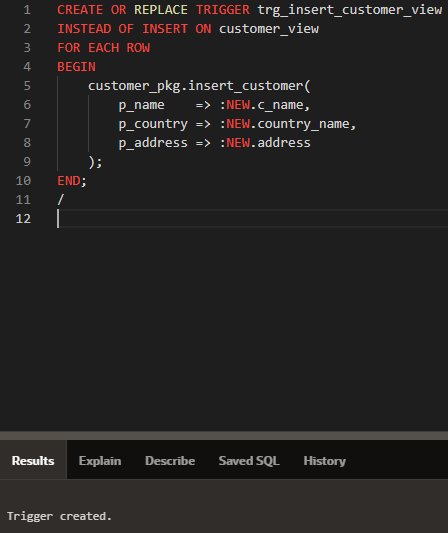 1 CREATE OR REPLACE TRIGGER trg_insert_customer_view
2 INSTEAD OF INSERT ON customer_view
3 FOR EACH ROW
4 BEGIN
5     customer_pkg.insert_customer(
6         p_name    => :NEW.c_name,
7         p_country => :NEW.country_name,
8         p_address => :NEW.address
9     );
10 END;
11 /
12
Results Explain Describe Saved SQL History
Trigger created.